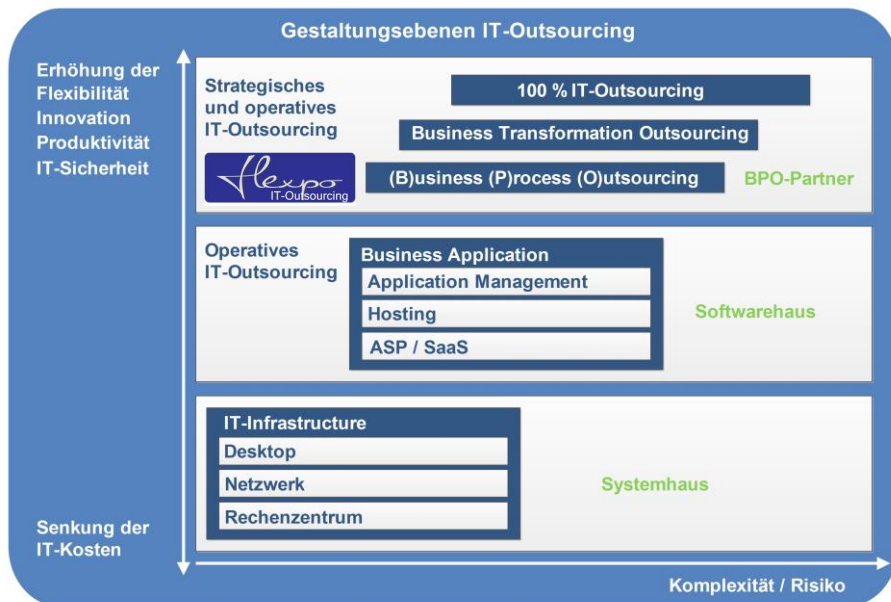 Gestaltungsebenen IT-Outsourcing
Erhöhung der
Flexibilität
Innovation
Produktivität
IT-Sicherheit
Strategisches
und operatives
IT-Outsourcing
flexpo
IT-Outsourcing
100 % IT-Outsourcing
Business Transformation Outsourcing
(B)usiness (P)rocess (O)utsourcing
BPO-Partner
Operatives
IT-Outsourcing
Business Application
Application Management
Hosting
ASP / SaaS
Softwarehaus
IT-Infrastructure
Desktop
Netzwerk
Rechenzentrum
Systemhaus
Senkung der
IT-Kosten
Komplexität / Risiko